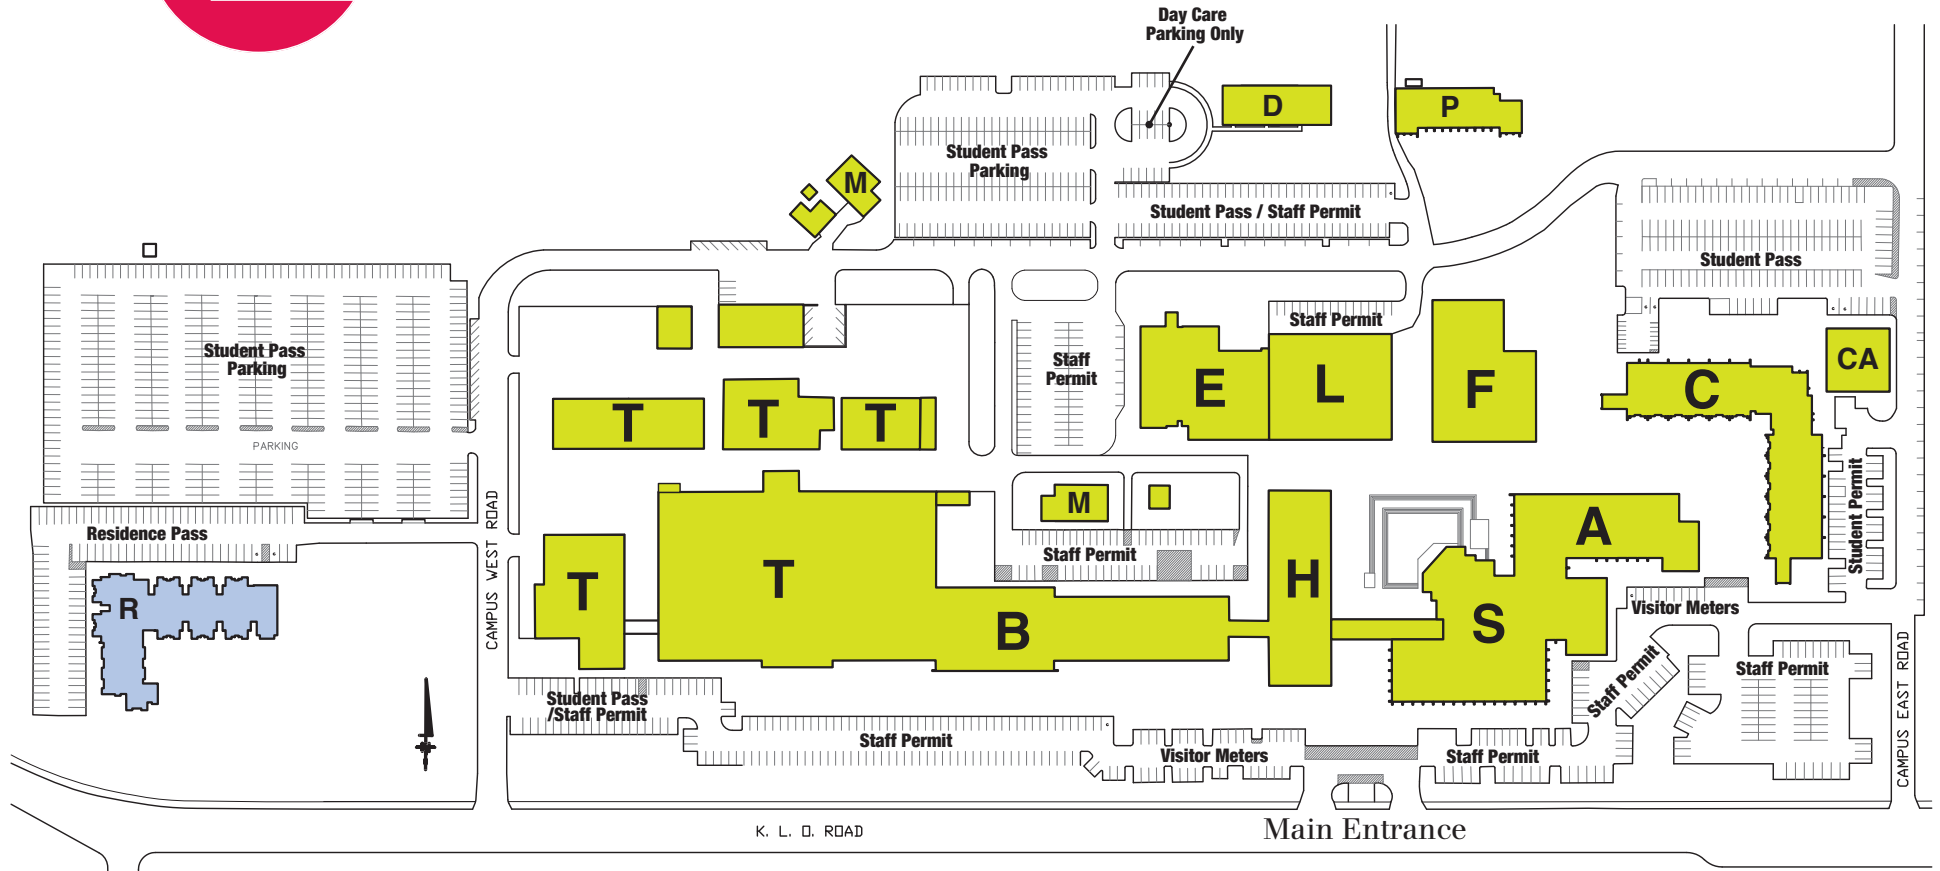 Day Care
Parking Only
D
P
Student Pass
Parking
M
Student Pass / Staff Permit
Student Pass
Staff Permit
Student Pass
Parking
Staff
Permit
E
L
F
C
CA
T
T
T
PARKING
Student Permit
CAMPUS WEST ROAD
M
A
Residence Pass
Staff Permit
T
T
H
R
B
S
Visitor Meters
CAMPUS EAST ROAD
Staff Permit
Staff Permit
Student Pass
/Staff Permit
Staff Permit
Visitor Meters
Staff Permit
K. L. O. ROAD
Main Entrance